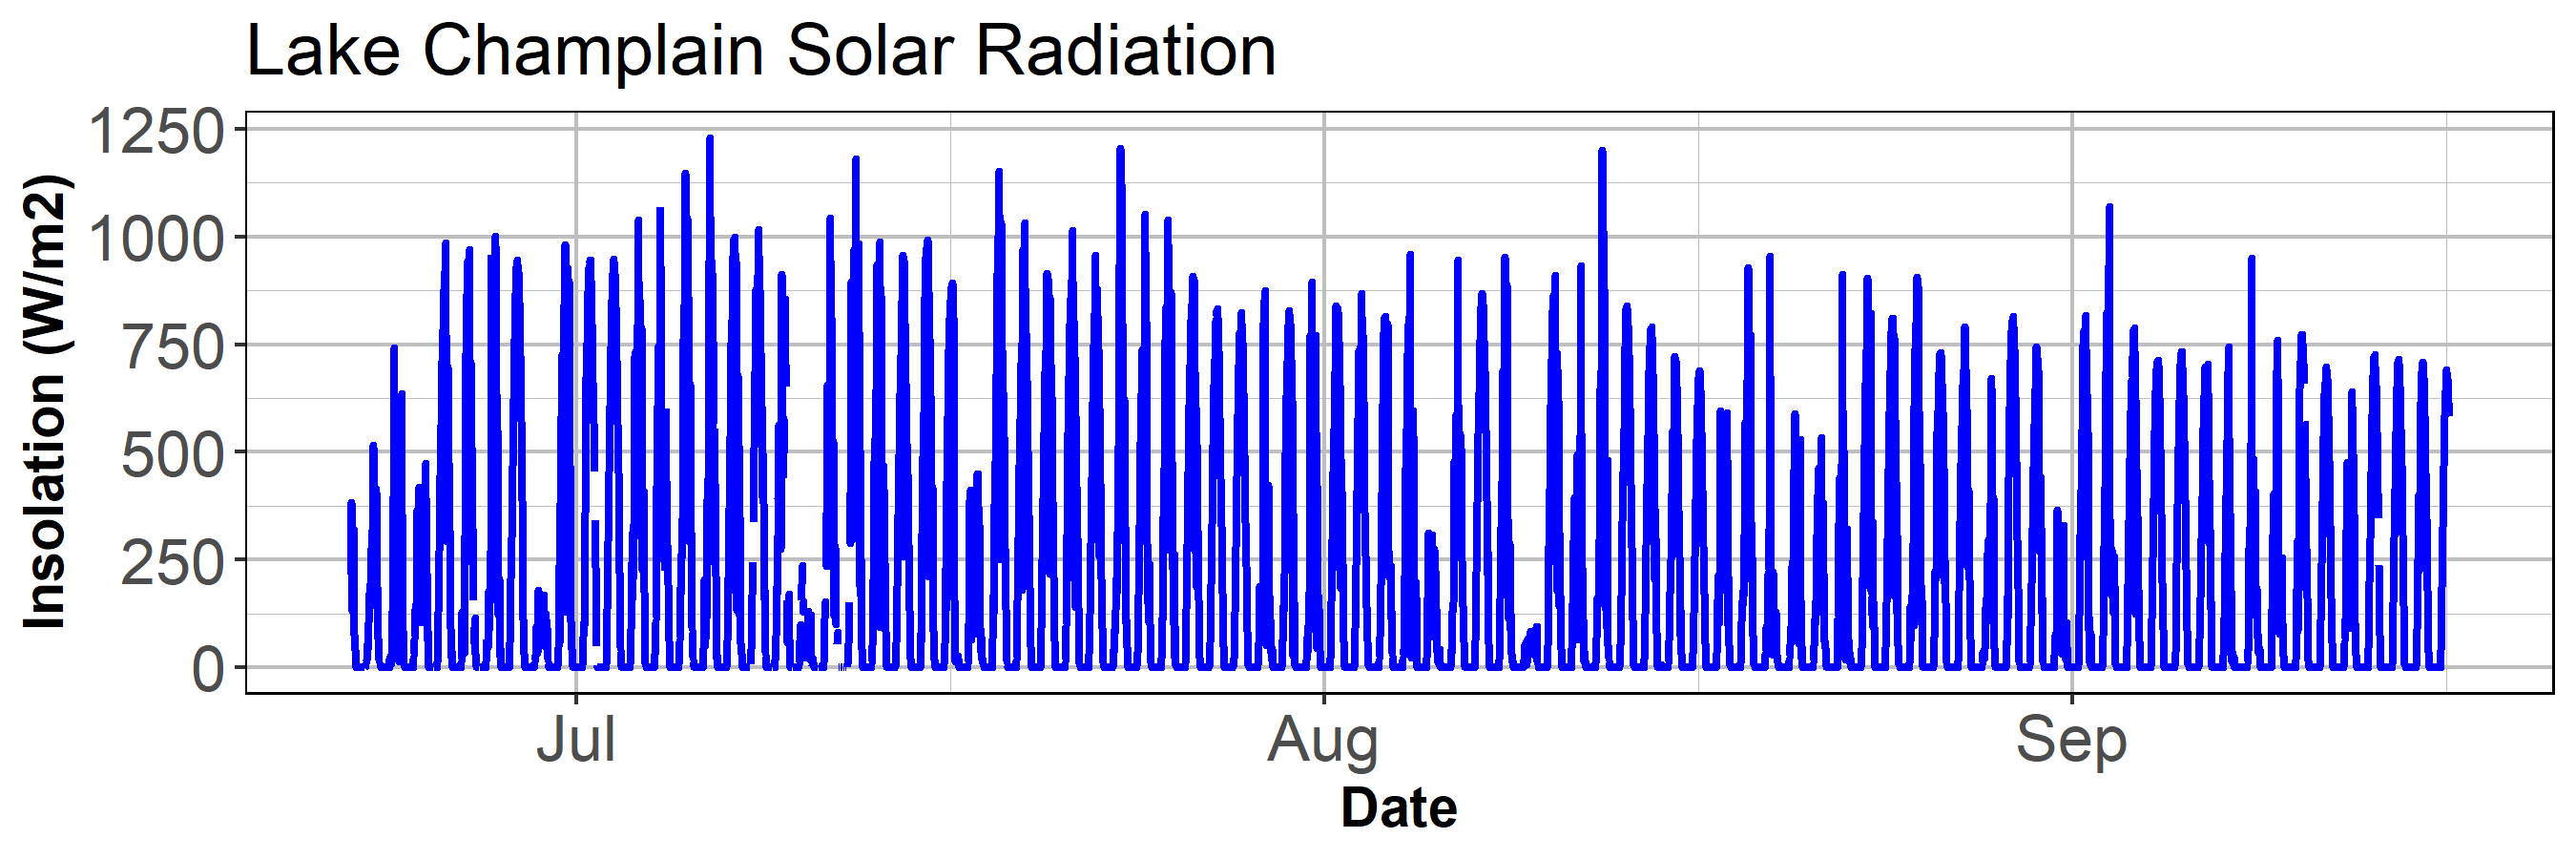 Lake Champlain Solar Radiation
Insolation (W/m2)
1250
1000
750
500
250
0
Jul Aug Sep
Date